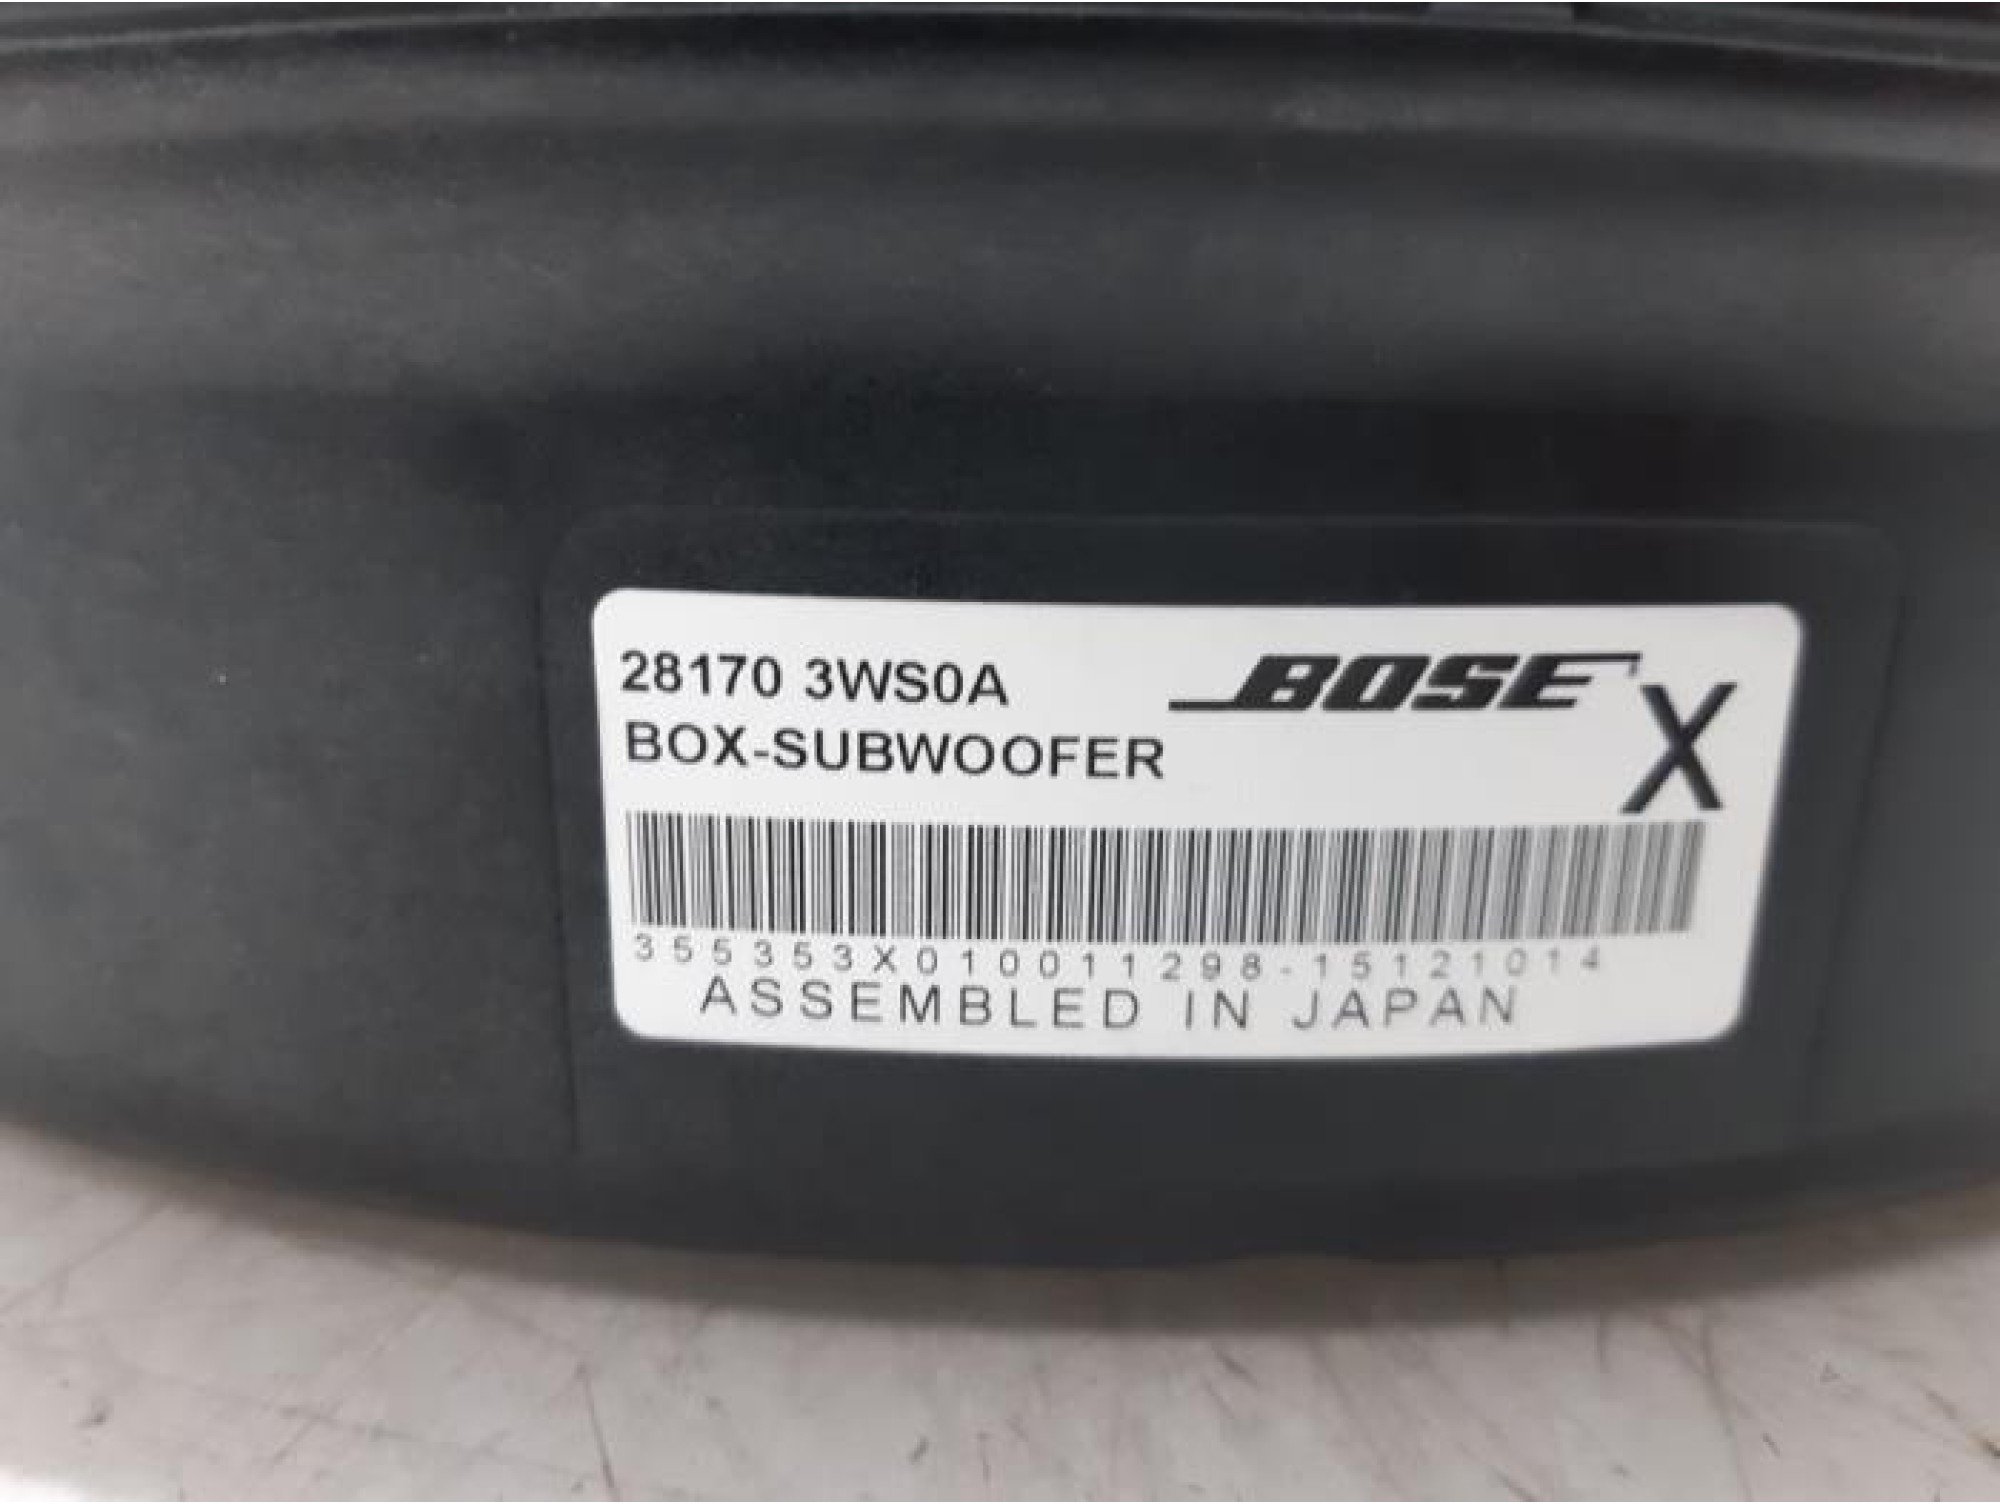 28170 3WS0A BOSE
BOX-SUBWOOFER X
355353X010011298-15121014
ASSEMBLED IN JAPAN